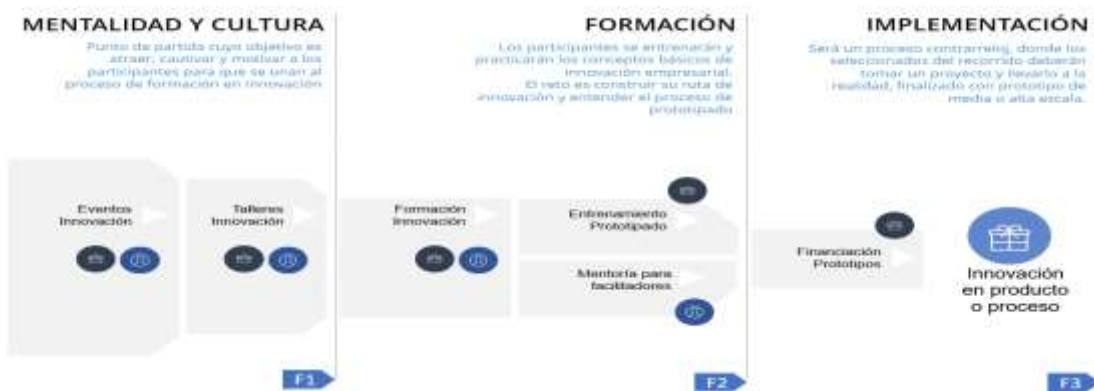 MENTALIDAD Y CULTURA
Punto de partida cuyo objetivo es
atraer, cautivar y motivar a los
participantes para que se unan al
proceso de formación en innovación
FORMACIÓN
Los participantes se entrenarán y
practicarán los conceptos básicos de
innovación empresarial.
El reto es construir su ruta de
innovación y entender el proceso de
prototipado
IMPLEMENTACIÓN
Será un proceso contrarreloj, donde los
seleccionados del recorrido deberán
tomar un proyecto y llevarlo a la
realidad, finalizado con prototipo de
media o alta escala.
Eventos
Innovación
Talleres
Innovación
Formación
Innovación
Entrenamiento
Prototipado
Mentoría para
facilitadores
Financiación
Prototipos
Innovación
en producto
o proceso
F1
F2
F3